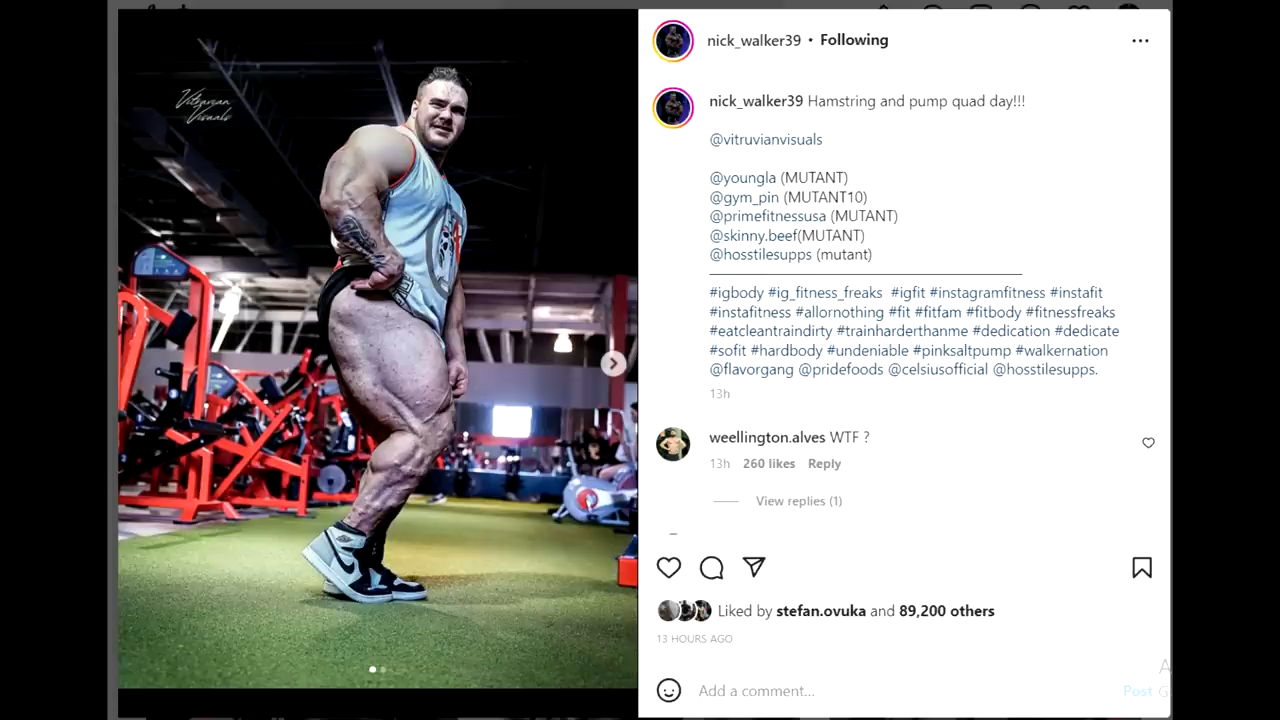 Vitruvian
Visuals
nick_walker39 • Following
nick_walker39 Hamstring and pump quad day!!!
@vitruvianvisuals
@youngla (MUTANT)
@gym_pin (MUTANT10)
@primefitnessusa (MUTANT)
@skinny.beef(MUTANT)
@hosstilesupps (mutant)
#igbody #ig_fitness_freaks #igfit #instagramfitness #instafit
#instafitness #allornothing #fit #fitfam #fitbody #fitnessfreaks
#eatcleantraindirty #trainharderthanme #dedication #dedicate
#sofit #hardbody #undeniable #pinksaltpump #walkernation
@flavorgang @pridefoods @celsiusofficial @hosstilesupps.
13h
weellington.alves WTF ?
13h 260 likes Reply
View replies (1)
Liked by stefan.ovuka and 89,200 others
13 HOURS AGO
Add a comment...
Post